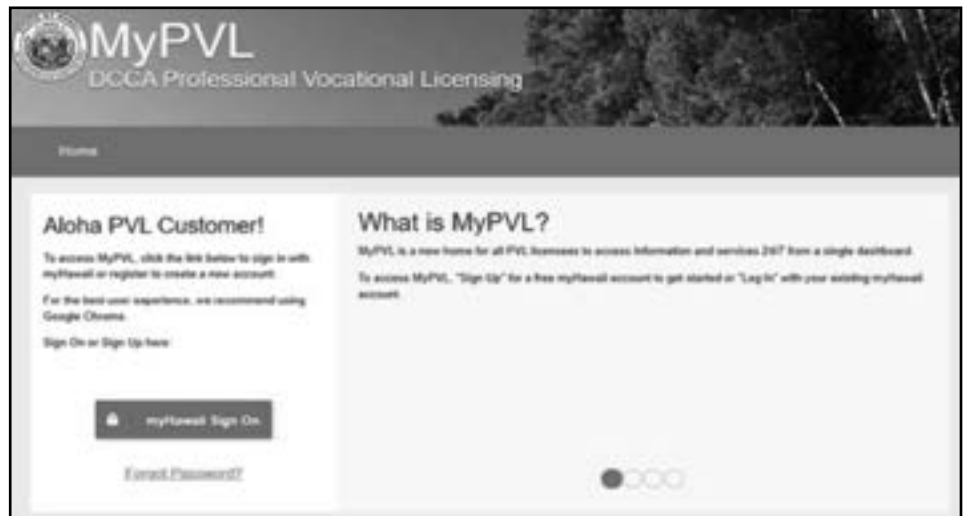 MyPVL
DCCA Professional Vocational Licensing
Home
Aloha PVL Customer!
To access MyPVL, click the link below to sign in with
myHawaii or register to create a new account:
For the best user experience, we recommend using
Google Chrome.
Sign On or Sign Up here:
myHawaii Sign On
Forgot Password?
What is MyPVL?
MyPVL is a new home for all PVL licensees to access information and services 24/7 from a single dashboard.
To access MyPVL, "Sign Up" for a free myHawaii account to get started or "Log In" with your existing myHawaii
account.